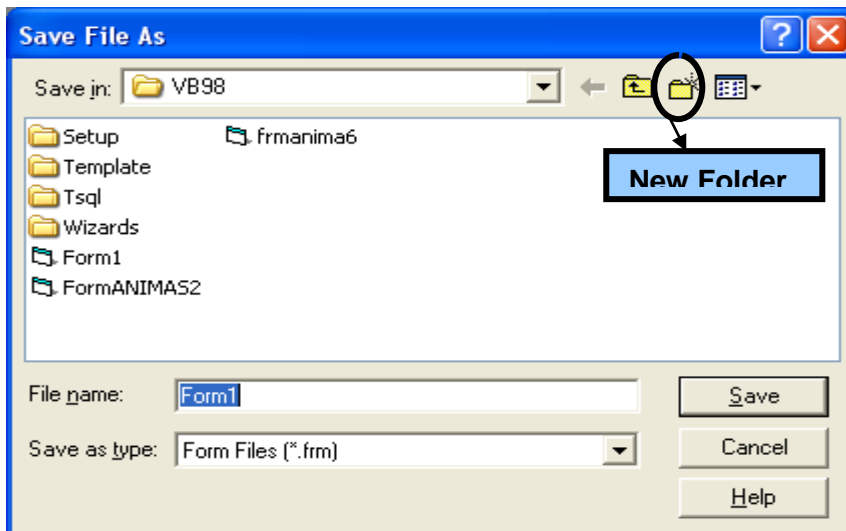 Save File As
Save in: VB98
Setup frmanima6
Template
Tsql
Wizards
Form1
FormANIMAS2
New Folder
File name: Form1 Save
Save as type: Form Files (*.frm) Cancel
Help